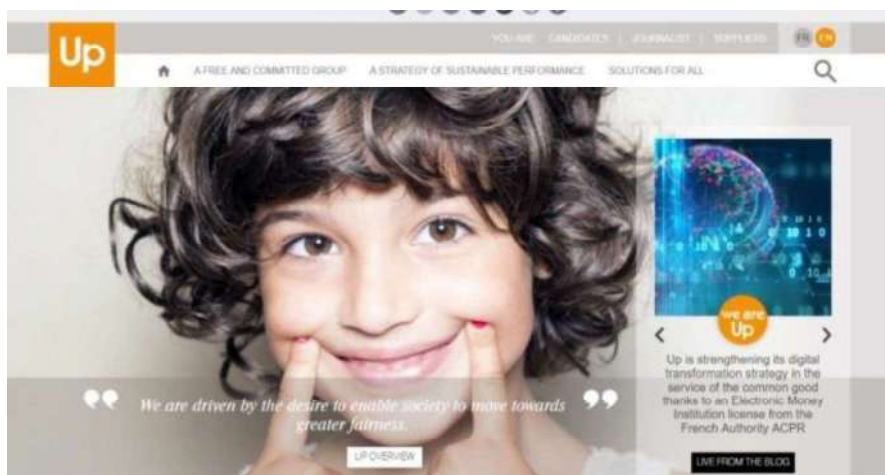 YOU ARE: CANDIDATES | JOURNALIST | SUPPLIERS FR EN
Up
A FREE AND COMMITTED GROUP A STRATEGY OF SUSTAINABLE PERFORMANCE SOLUTIONS FOR ALL
we are
Up
Up is strengthening its digital
transformation strategy in the
service of the common good
thanks to an Electronic Money
Institution license from the
French Authority ACPR
LIVE FROM THE BLOG
“ We are driven by the desire to enable society to move towards ”
greater fairness.
UP OVERVIEW